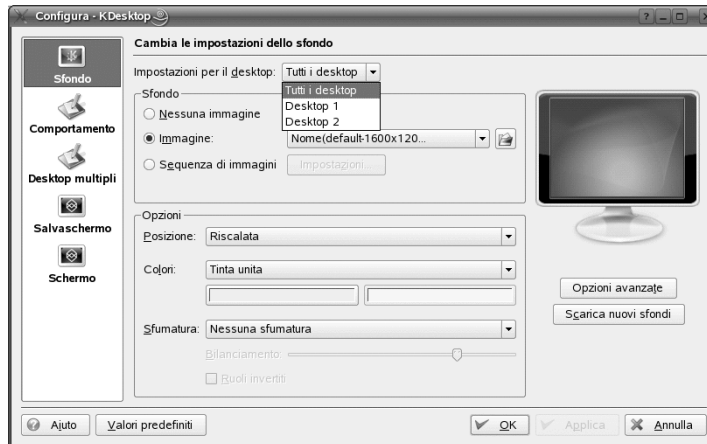 Configura - KDesktop
Sfondo
Comportamento
Desktop multipli
Salvaschermo
Schermo
Cambia le impostazioni dello sfondo
Impostazioni per il desktop: Tutti i desktop
Tutti i desktop
Desktop 1
Desktop 2
Sfondo
Nessuna immagine
Immagine: Nome(default-1600x120...
Sequenza di immagini Impostazioni...
Opzioni
Posizione: Riscalata
Colori: Tinta unita
Sfumatura: Nessuna sfumatura
Bilanciamento:
Ruoli invertiti
Opzioni avanzate
Scarica nuovi sfondi
Aiuto Valori predefiniti OK Applica Annulla